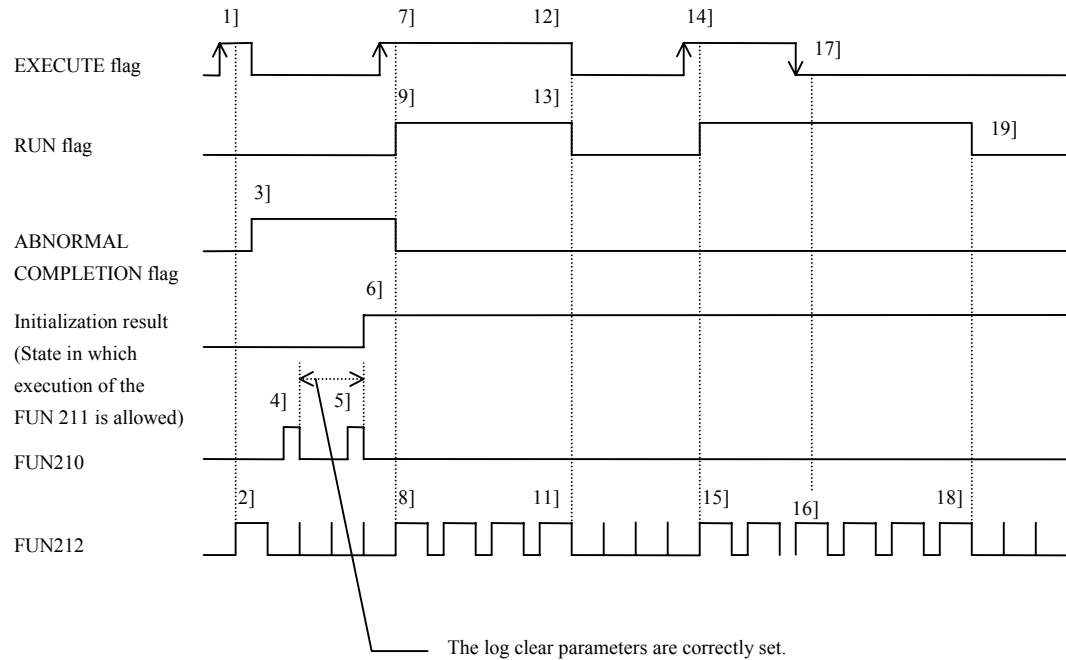 1]
7]
12]
14]
17]
EXECUTE flag
9]
13]
19]
RUN flag
3]
ABNORMAL
COMPLETION flag
6]
Initialization result
(State in which
execution of the
FUN 211 is allowed)
4]
5]
FUN210
2]
8]
11]
15]
16]
18]
FUN212
The log clear parameters are correctly set.